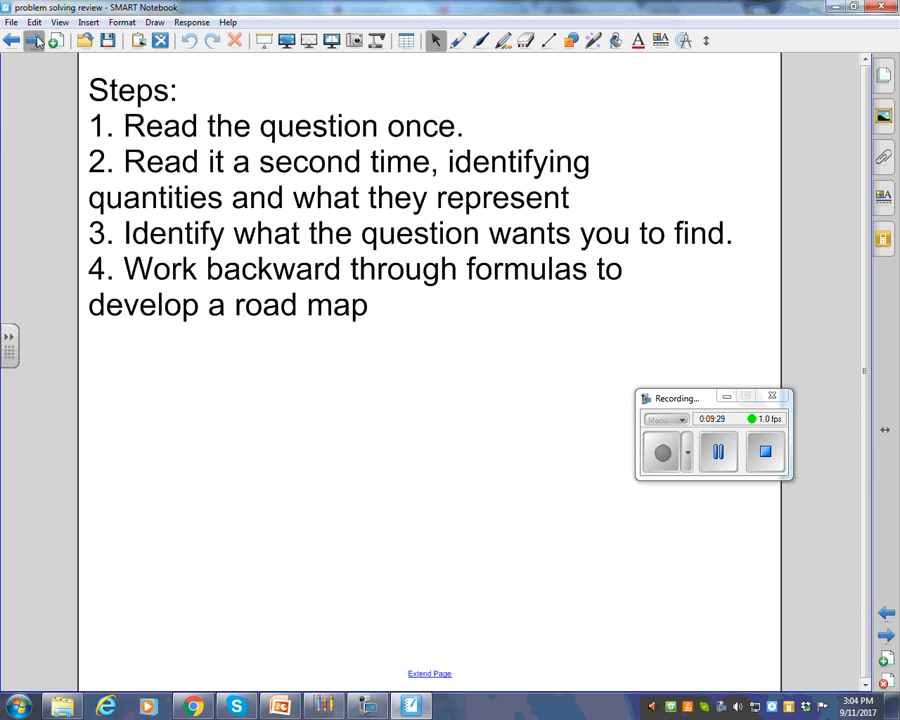 problem solving review - SMART Notebook
File Edit View Insert Format Draw Response Help
Steps:
1. Read the question once.
2. Read it a second time, identifying
quantities and what they represent
3. Identify what the question wants you to find.
4. Work backward through formulas to
develop a road map
Recording...
Menu 0:09:29 1.0 fps
Extend Page
3:04 PM
9/11/2017